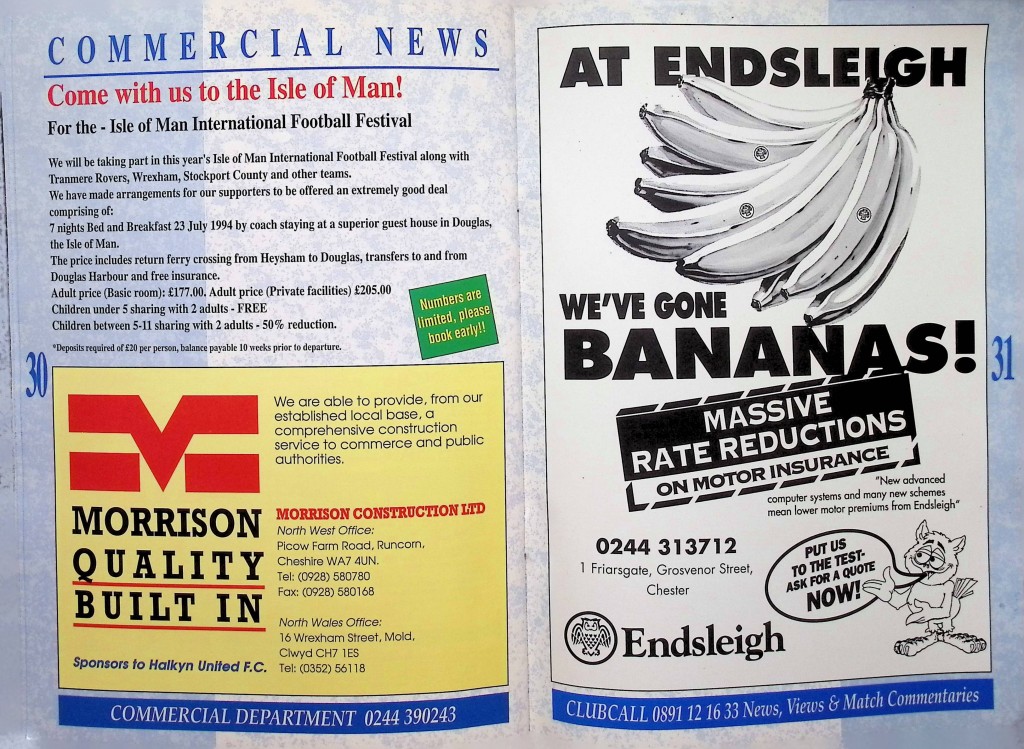 COMMERCIAL NEWS
Come with us to the Isle of Man!
For the - Isle of Man International Football Festival
We will be taking part in this year's Isle of Man International Football Festival along with
Tranmere Rovers, Wrexham, Stockport County and other teams.
We have made arrangements for our supporters to be offered an extremely good deal
comprising of:
7 nights Bed and Breakfast 23 July 1994 by coach staying at a superior guest house in Douglas,
the Isle of Man.
The price includes return ferry crossing from Heysham to Douglas, transfers to and from
Douglas Harbour and free insurance.
Adult price (Basic room): £177.00. Adult price (Private facilities) £205.00
Children under 5 sharing with 2 adults - FREE
Children between 5-11 sharing with 2 adults - 50% reduction.
*Deposits required of £20 per person, balance payable 10 weeks prior to departure.
Numbers are
limited, please
book early!!
30
We are able to provide, from our
established local base, a
comprehensive construction
service to commerce and public
authorities.
MORRISON
QUALITY
BUILT IN
Sponsors to Halkyn United F.C.
MORRISON CONSTRUCTION LTD
North West Office:
Picow Farm Road, Runcorn,
Cheshire WA7 4UN.
Tel: (0928) 580780
Fax: (0928) 580168
North Wales Office:
16 Wrexham Street, Mold,
Clwyd CH7 1ES
Tel: (0352) 56118
COMMERCIAL DEPARTMENT 0244 390243
AT ENDSLEIGH
WE'VE GONE
BANANAS!
31
MASSIVE
RATE REDUCTIONS
ON MOTOR INSURANCE
"New advanced
computer systems and many new schemes
mean lower motor premiums from Endsleigh"
0244 313712
1 Friarsgate, Grosvenor Street,
Chester
PUT US
TO THE TEST-
ASK FOR A QUOTE
NOW!
Endsleigh
CLUBCALL 0891 12 16 33 News, Views & Match Commentaries